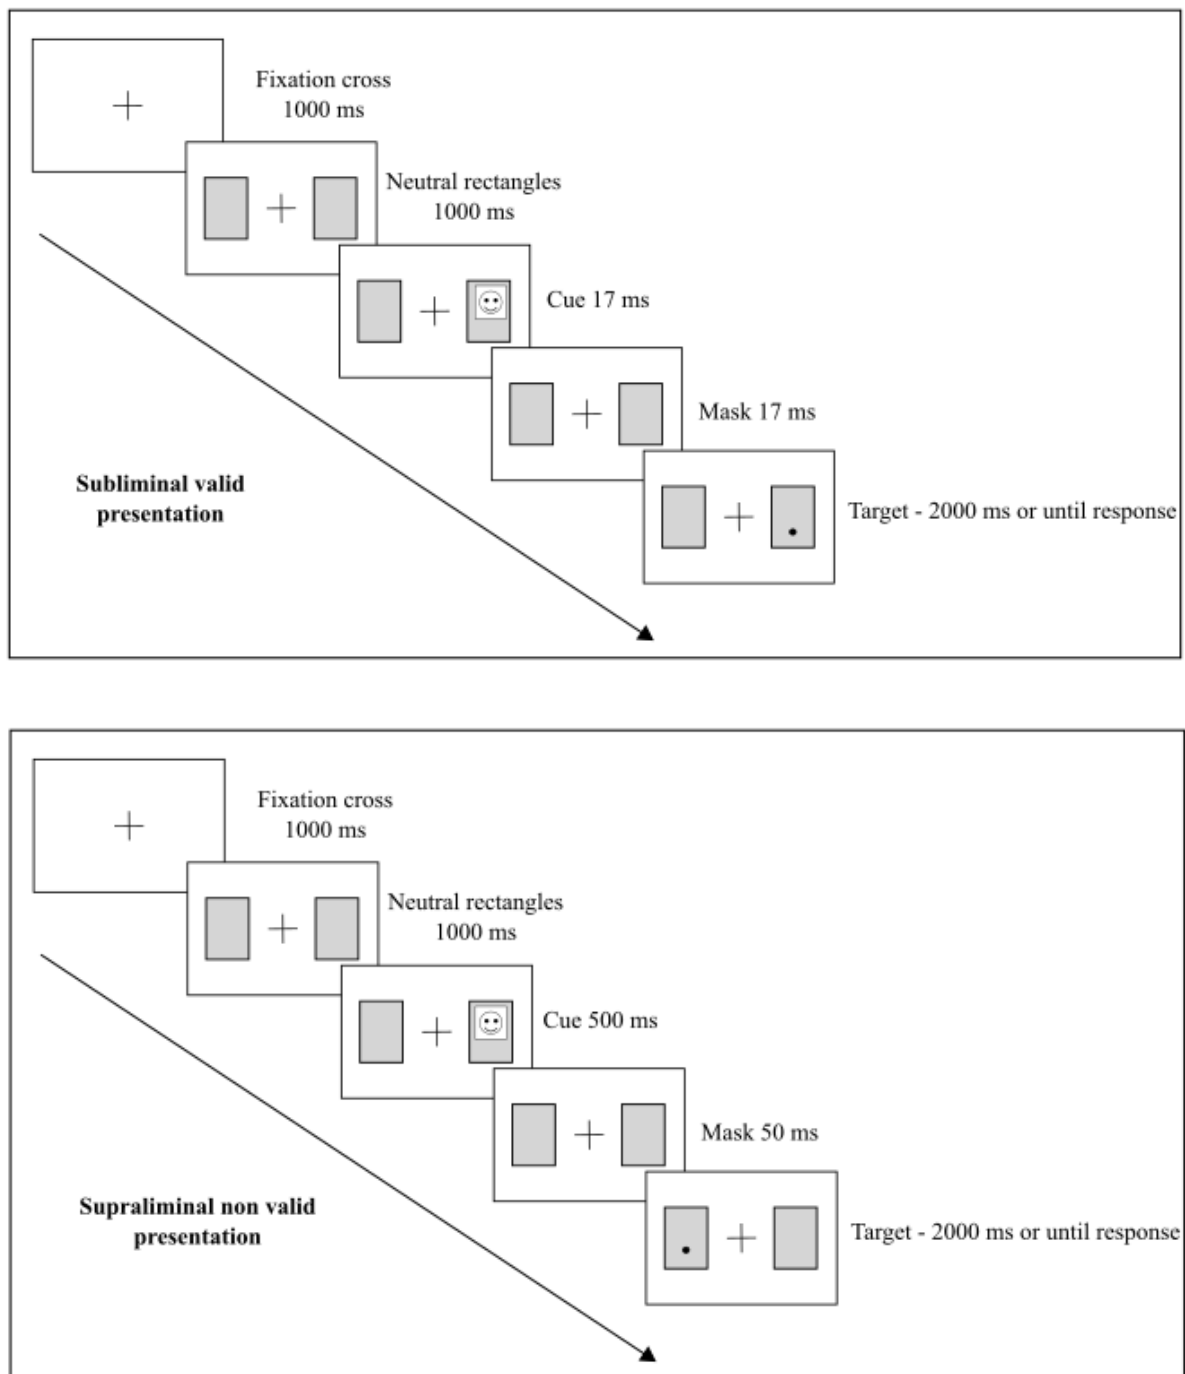 Fixation cross
1000 ms
Neutral rectangles
1000 ms
Cue 17 ms
Mask 17 ms
Subliminal valid
presentation
Target - 2000 ms or until response
Fixation cross
1000 ms
Neutral rectangles
1000 ms
Cue 500 ms
Mask 50 ms
Supraliminal non valid
presentation
Target - 2000 ms or until response